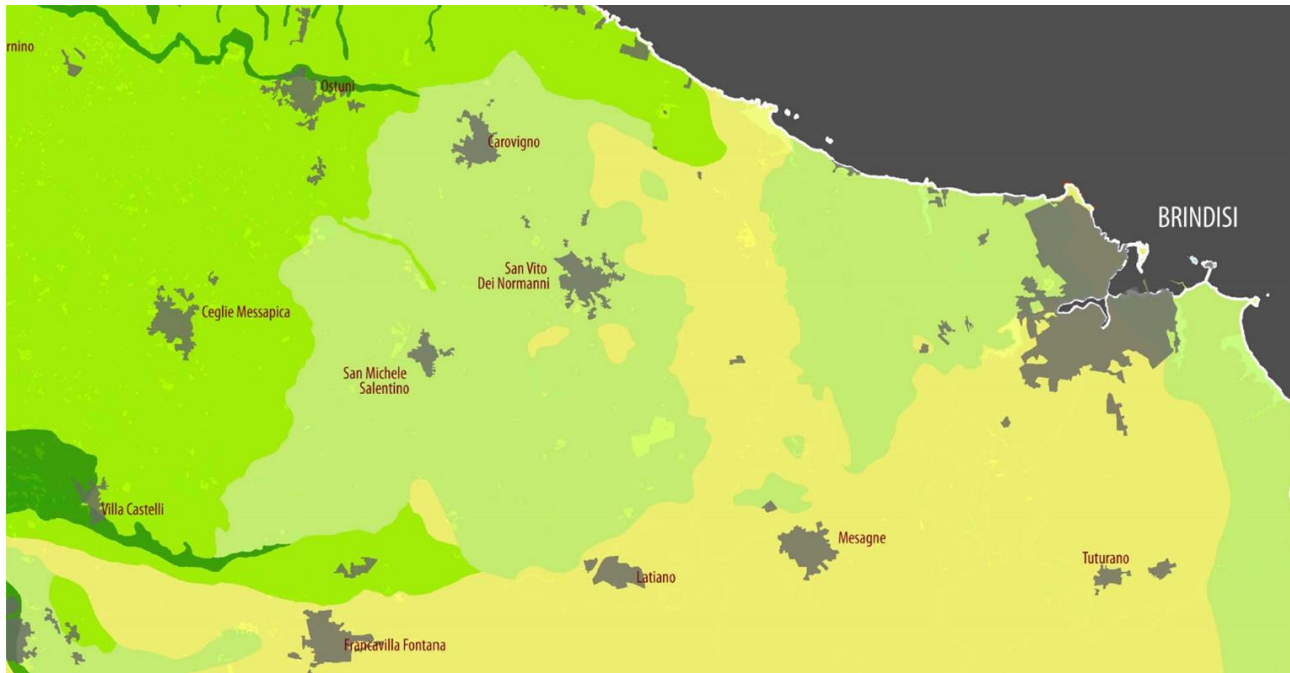 rnino
Ostuni
Carovigno
BRINDISI
San Vito
Dei Normanni
Ceglie Messapica
San Michele
Salentino
Villa Castelli
Mesagne
Tuturano
Latiano
Francavilla Fontana